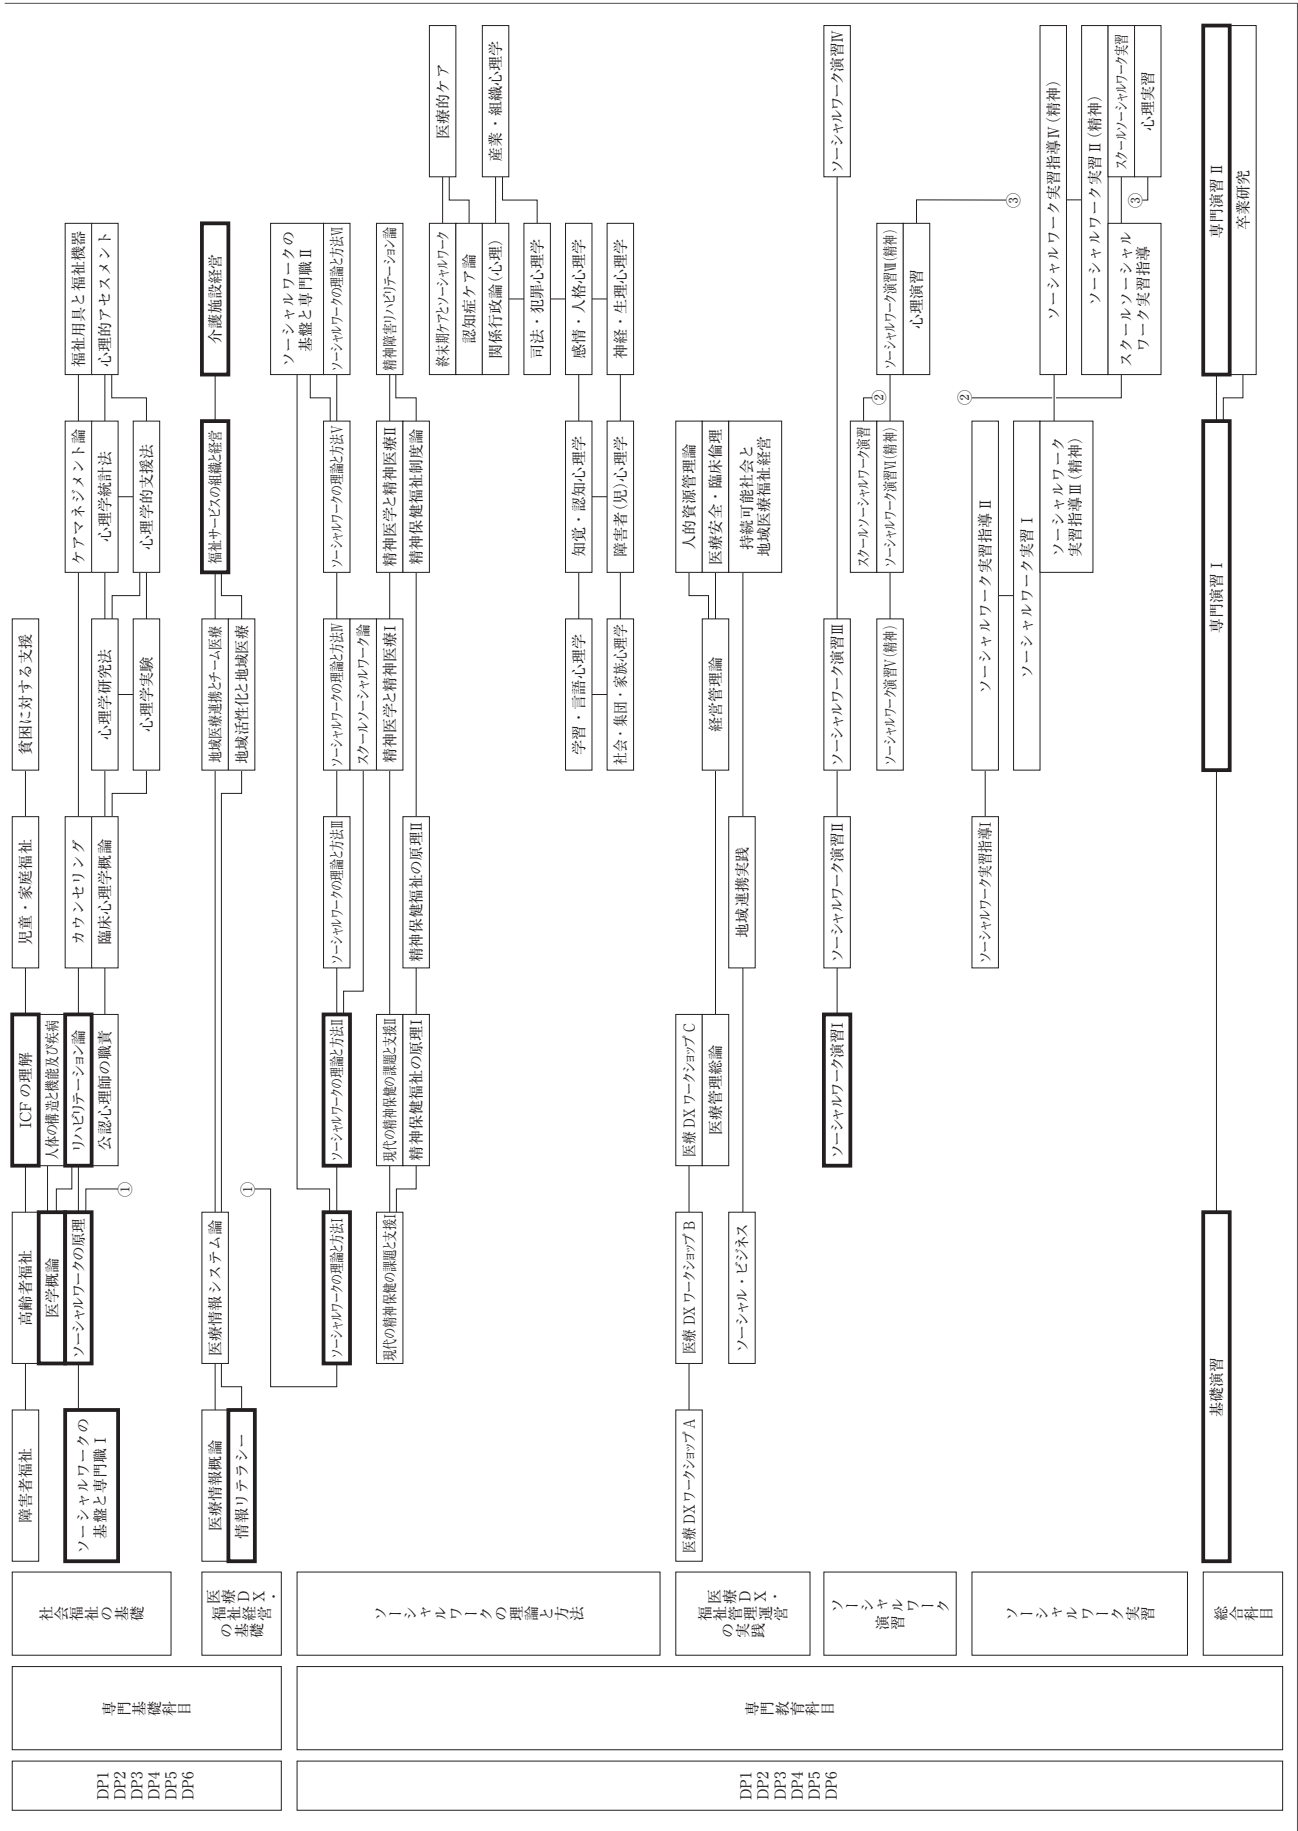 DP1
DP2
DP3
DP4
DP5
DP6
専門基礎科目
社会福祉の基礎
障害者福祉
高齢者福祉
ICF の理解
児童・家庭福祉
貧困に対する支援
医学概論
人体の構造と機能及び疾病
ソーシャルワークの
基盤と専門職 I
ソーシャルワークの原理
リハビリテーション論
カウンセリング
ケアマネジメント論
福祉用具と福祉機器
公認心理師の職責
臨床心理学概論
心理学研究法
心理学統計法
心理的アセスメント
①
心理学実験
心理学的支援法
医療DX・
福祉経営
の基礎
医療情報概論
医療情報システム論
地域医療連携とチーム医療
福祉サービスの組織と経営
介護施設経営
情報リテラシー
地域活性化と地域医療
①
DP1
DP2
DP3
DP4
DP5
DP6
専門教育科目
ソーシャルワークの理論と方法
ソーシャルワークの
基盤と専門職 II
ソーシャルワークの理論と方法I
ソーシャルワークの理論と方法II
ソーシャルワークの理論と方法III
ソーシャルワークの理論と方法IV
ソーシャルワークの理論と方法V
ソーシャルワークの理論と方法VI
スクールソーシャルワーク論
現代の精神保健の課題と支援I
現代の精神保健の課題と支援II
精神医学と精神医療I
精神医学と精神医療II
精神障害リハビリテーション論
精神保健福祉の原理I
精神保健福祉の原理II
精神保健福祉制度論
終末期ケアとソーシャルワーク
医療的ケア
認知症ケア論
関係行政論(心理)
産業・組織心理学
司法・犯罪心理学
学習・言語心理学
知覚・認知心理学
感情・人格心理学
社会・集団・家族心理学
障害者(児)心理学
神経・生理心理学
医療DX・
福祉管理運営
の実践
医療 DX ワークショップ A
医療 DX ワークショップ B
医療 DX ワークショップ C
人的資源管理論
医療管理総論
経営管理論
医療安全・臨床倫理
ソーシャル・ビジネス
地域連携実践
持続可能社会と
地域医療福祉経営
ソーシャルワーク
演習
ソーシャルワーク演習I
ソーシャルワーク演習II
ソーシャルワーク演習III
ソーシャルワーク演習IV
スクールソーシャルワーク演習
②
ソーシャルワーク演習V(精神)
ソーシャルワーク演習VI(精神)
ソーシャルワーク演習VII(精神)
心理演習
③
ソーシャルワーク実習
②
ソーシャルワーク実習指導I
ソーシャルワーク実習指導 II
ソーシャルワーク実習 I
ソーシャルワーク
実習指導III(精神)
ソーシャルワーク実習指導IV(精神)
ソーシャルワーク実習 II(精神)
スクールソーシャル
ワーク実習指導
スクールソーシャルワーク実習
③
心理実習
総合科目
基礎演習
専門演習 I
専門演習 II
卒業研究